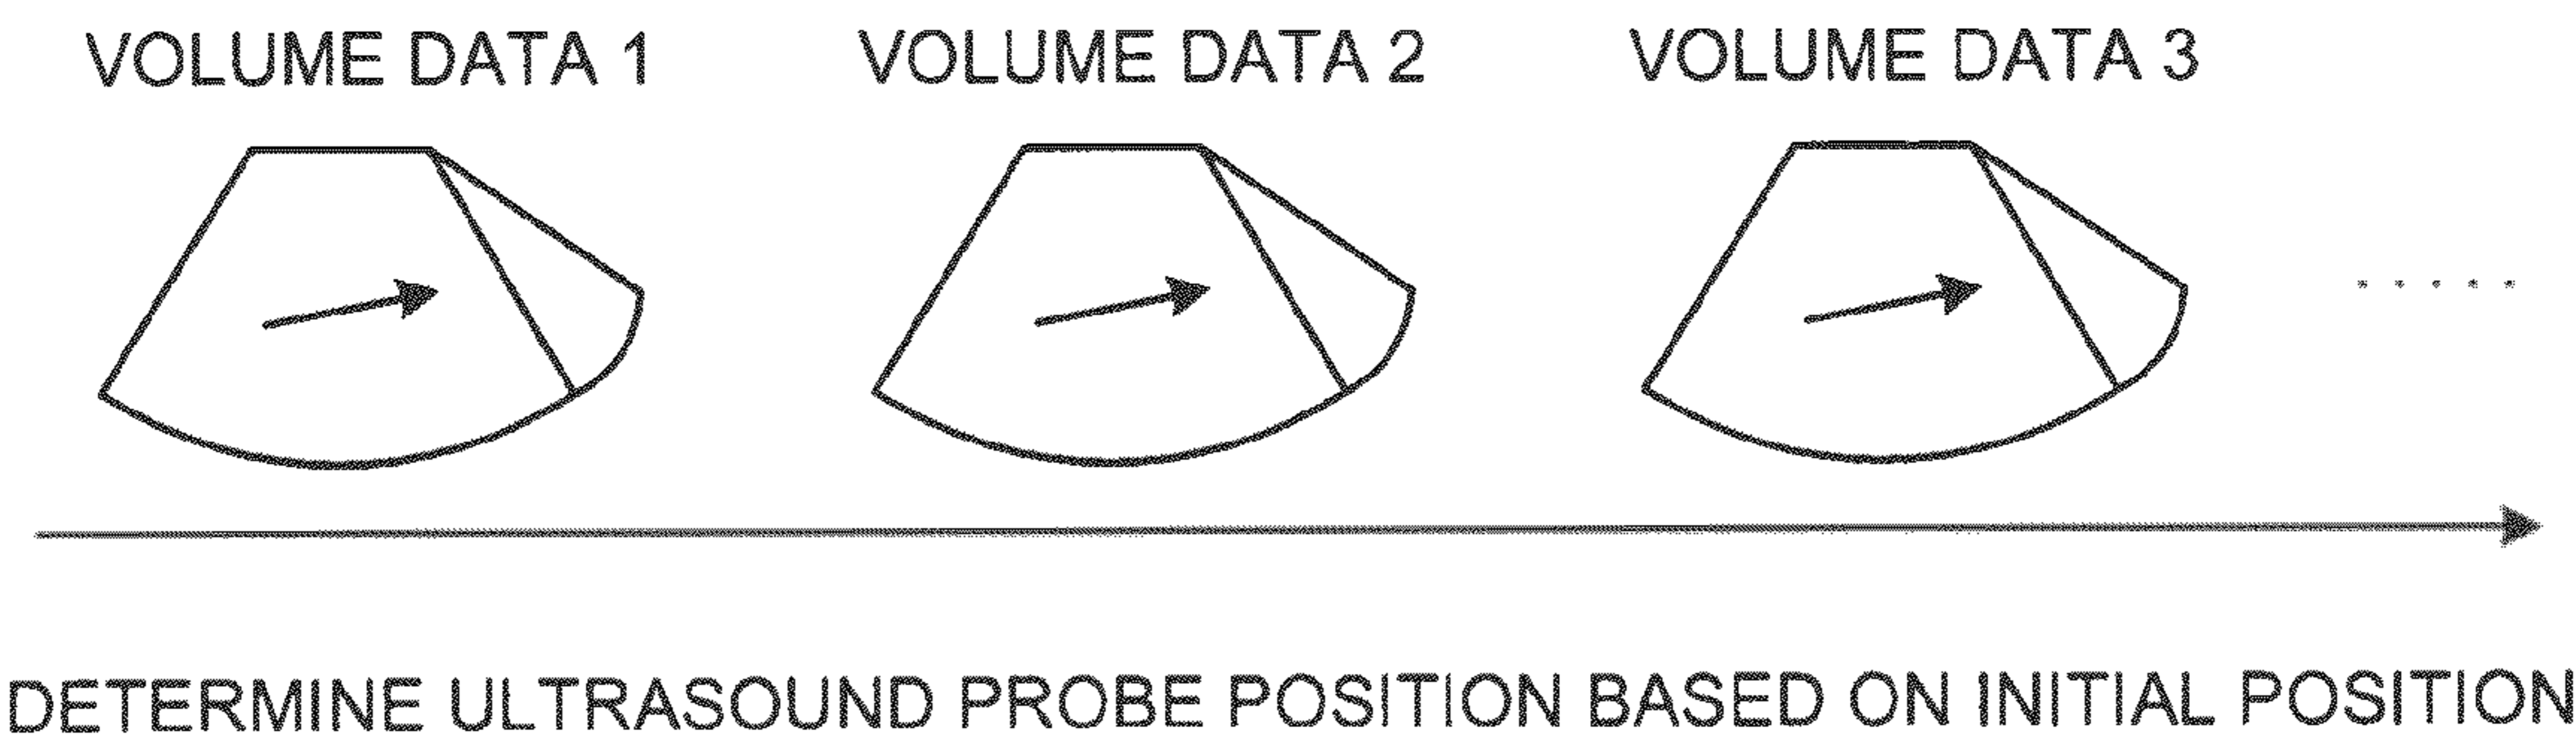 VOLUME DATA 1 VOLUME DATA 2 VOLUME DATA 3
.....
DETERMINE ULTRASOUND PROBE POSITION BASED ON INITIAL POSITION